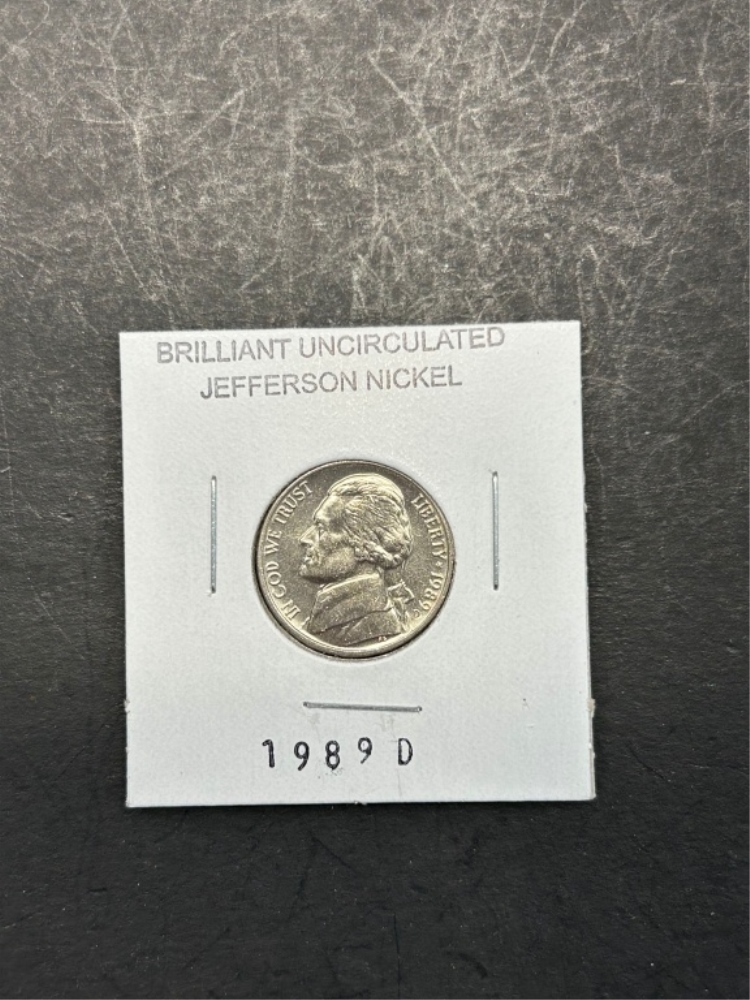 BRILLIANT UNCIRCULATED
JEFFERSON NICKEL
IN GOD WE TRUST
LIBERTY ★ 1989 D
1989 D